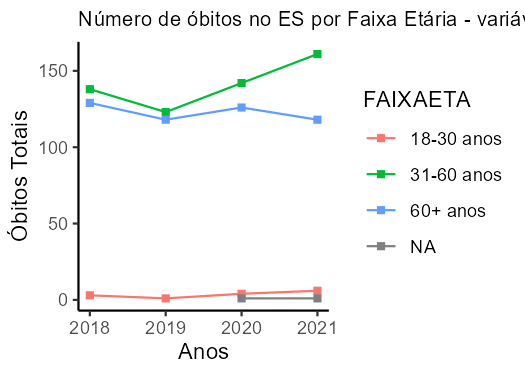 Número de óbitos no ES por Faixa Etária - variáv
150
100
50
0
Óbitos Totais
2018 2019 2020 2021
Anos
FAIXAETA
18-30 anos
31-60 anos
60+ anos
NA